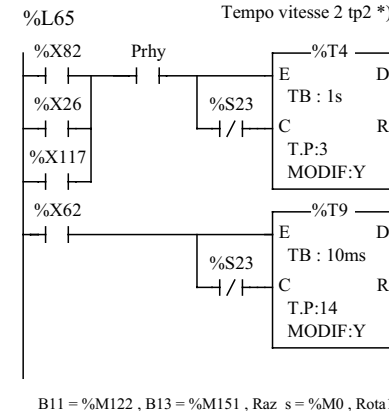 %L65
Tempo vitesse 2 tp2 *)
%X82
Prhy
%T4
E
D
%X26
%S23
TB : 1s
C
R
%X117
T.P:3
MODIF:Y
%X62
%T9
E
D
%S23
TB : 10ms
C
R
T.P:14
MODIF:Y
B11 = %M122 , B13 = %M151 , Raz_s = %M0 ,